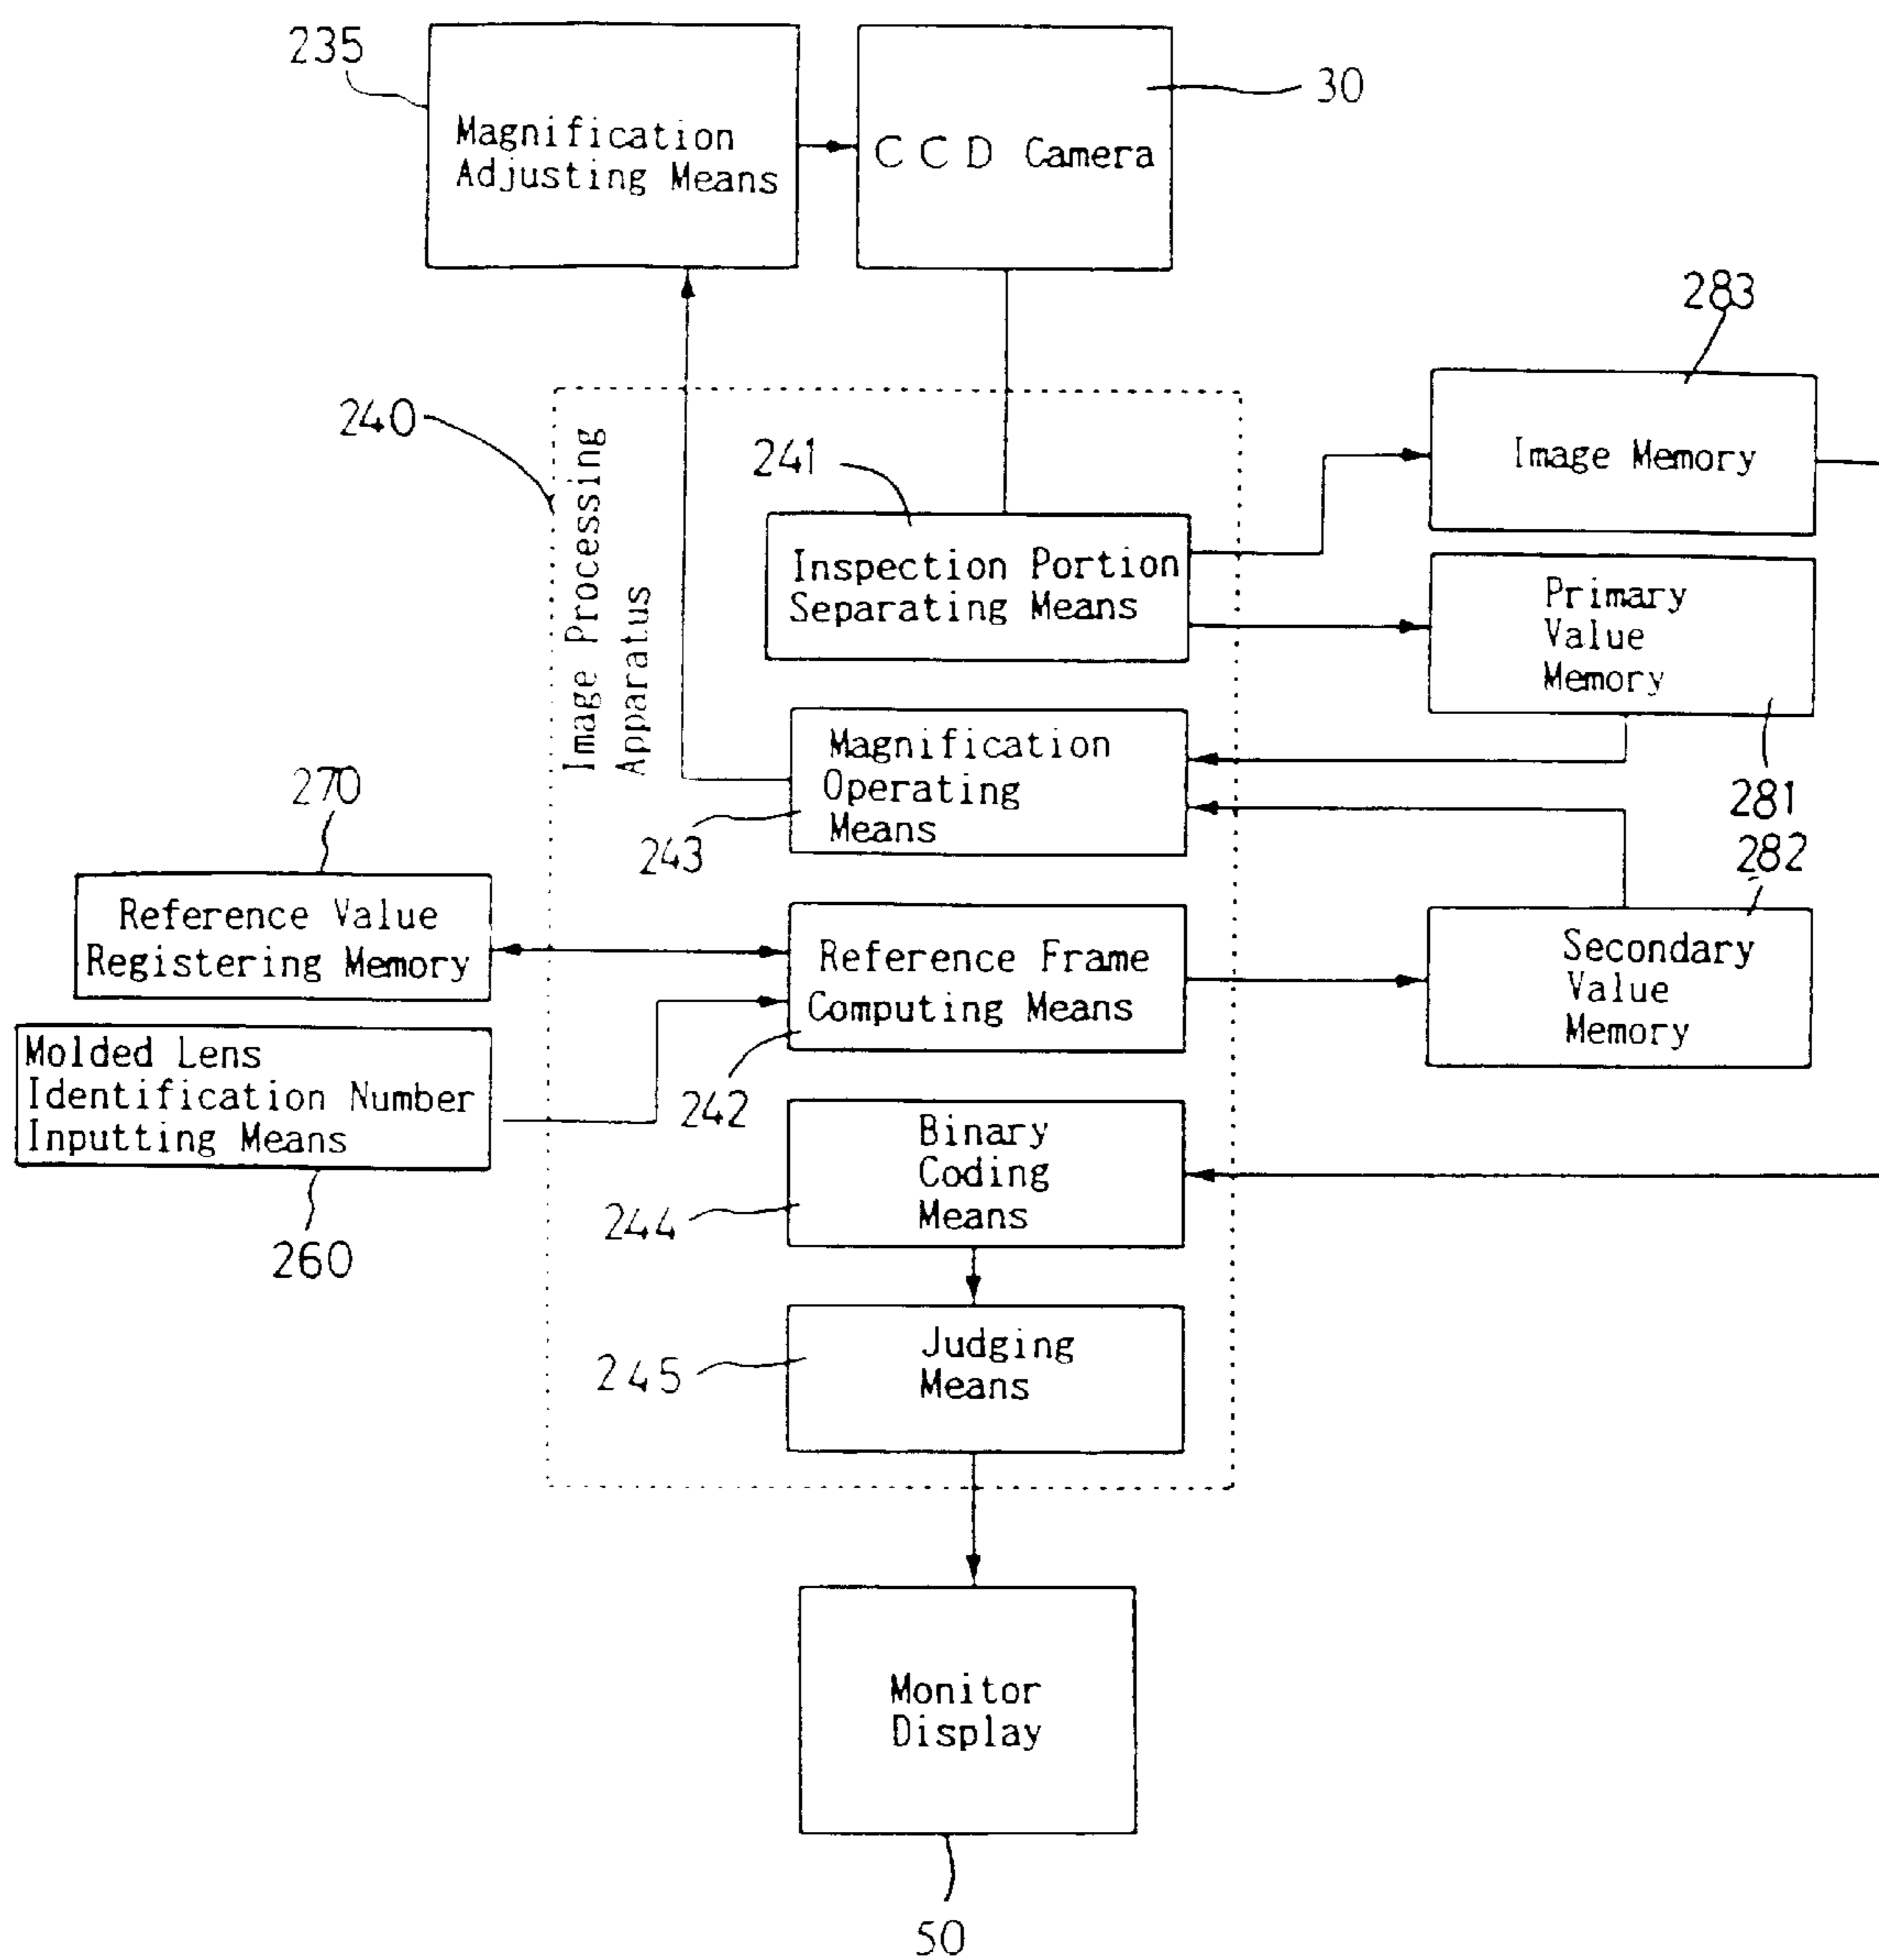 235
Magnification
Adjusting Means
CCD Camera
30
283
Image Memory
240
Image Processing
Apparatus
241
Inspection Portion
Separating Means
Primary
Value
Memory
281
Magnification
Operating
Means
243
282
270
Reference Value
Registering Memory
Reference Frame
Computing Means
242
Secondary
Value
Memory
Molded Lens
Identification Number
Inputting Means
260
Binary
Coding
Means
244
Judging
Means
245
Monitor
Display
50